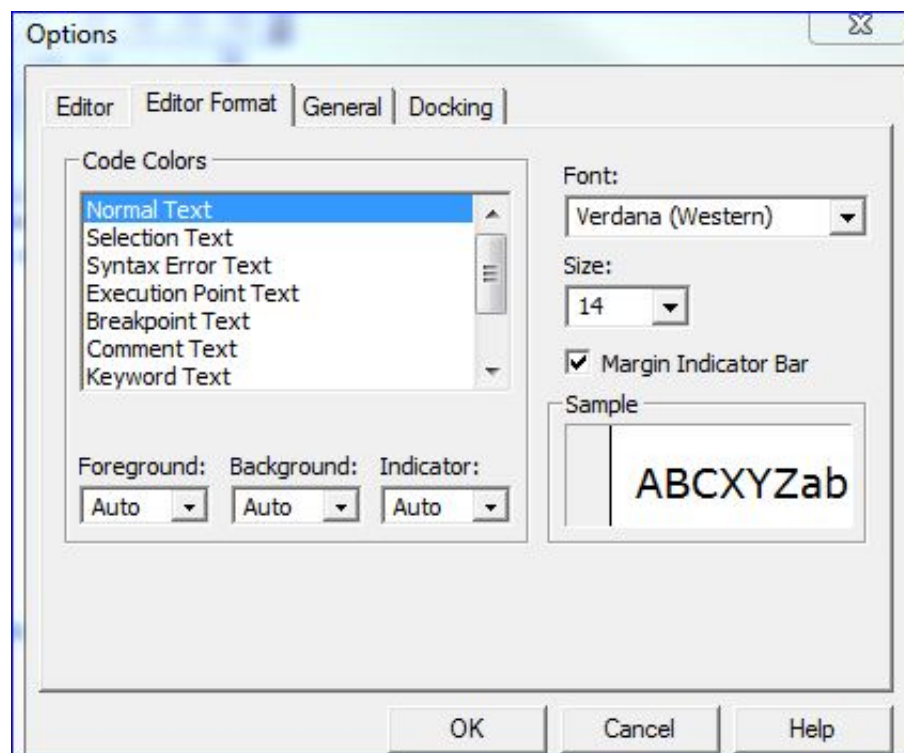 Options
Editor Editor Format General Docking
Code Colors
Normal Text
Selection Text
Syntax Error Text
Execution Point Text
Breakpoint Text
Comment Text
Keyword Text
Foreground: Background: Indicator:
Auto Auto Auto
Font:
Verdana (Western)
Size:
14
Margin Indicator Bar
Sample
ABCXYZab
OK Cancel Help